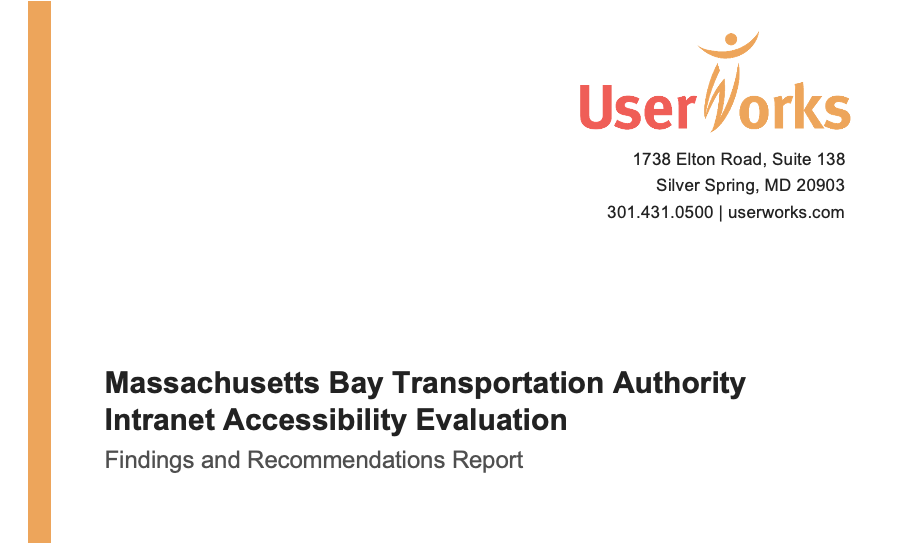 UserWorks
1738 Elton Road, Suite 138
Silver Spring, MD 20903
301.431.0500 | userworks.com
Massachusetts Bay Transportation Authority
Intranet Accessibility Evaluation
Findings and Recommendations Report